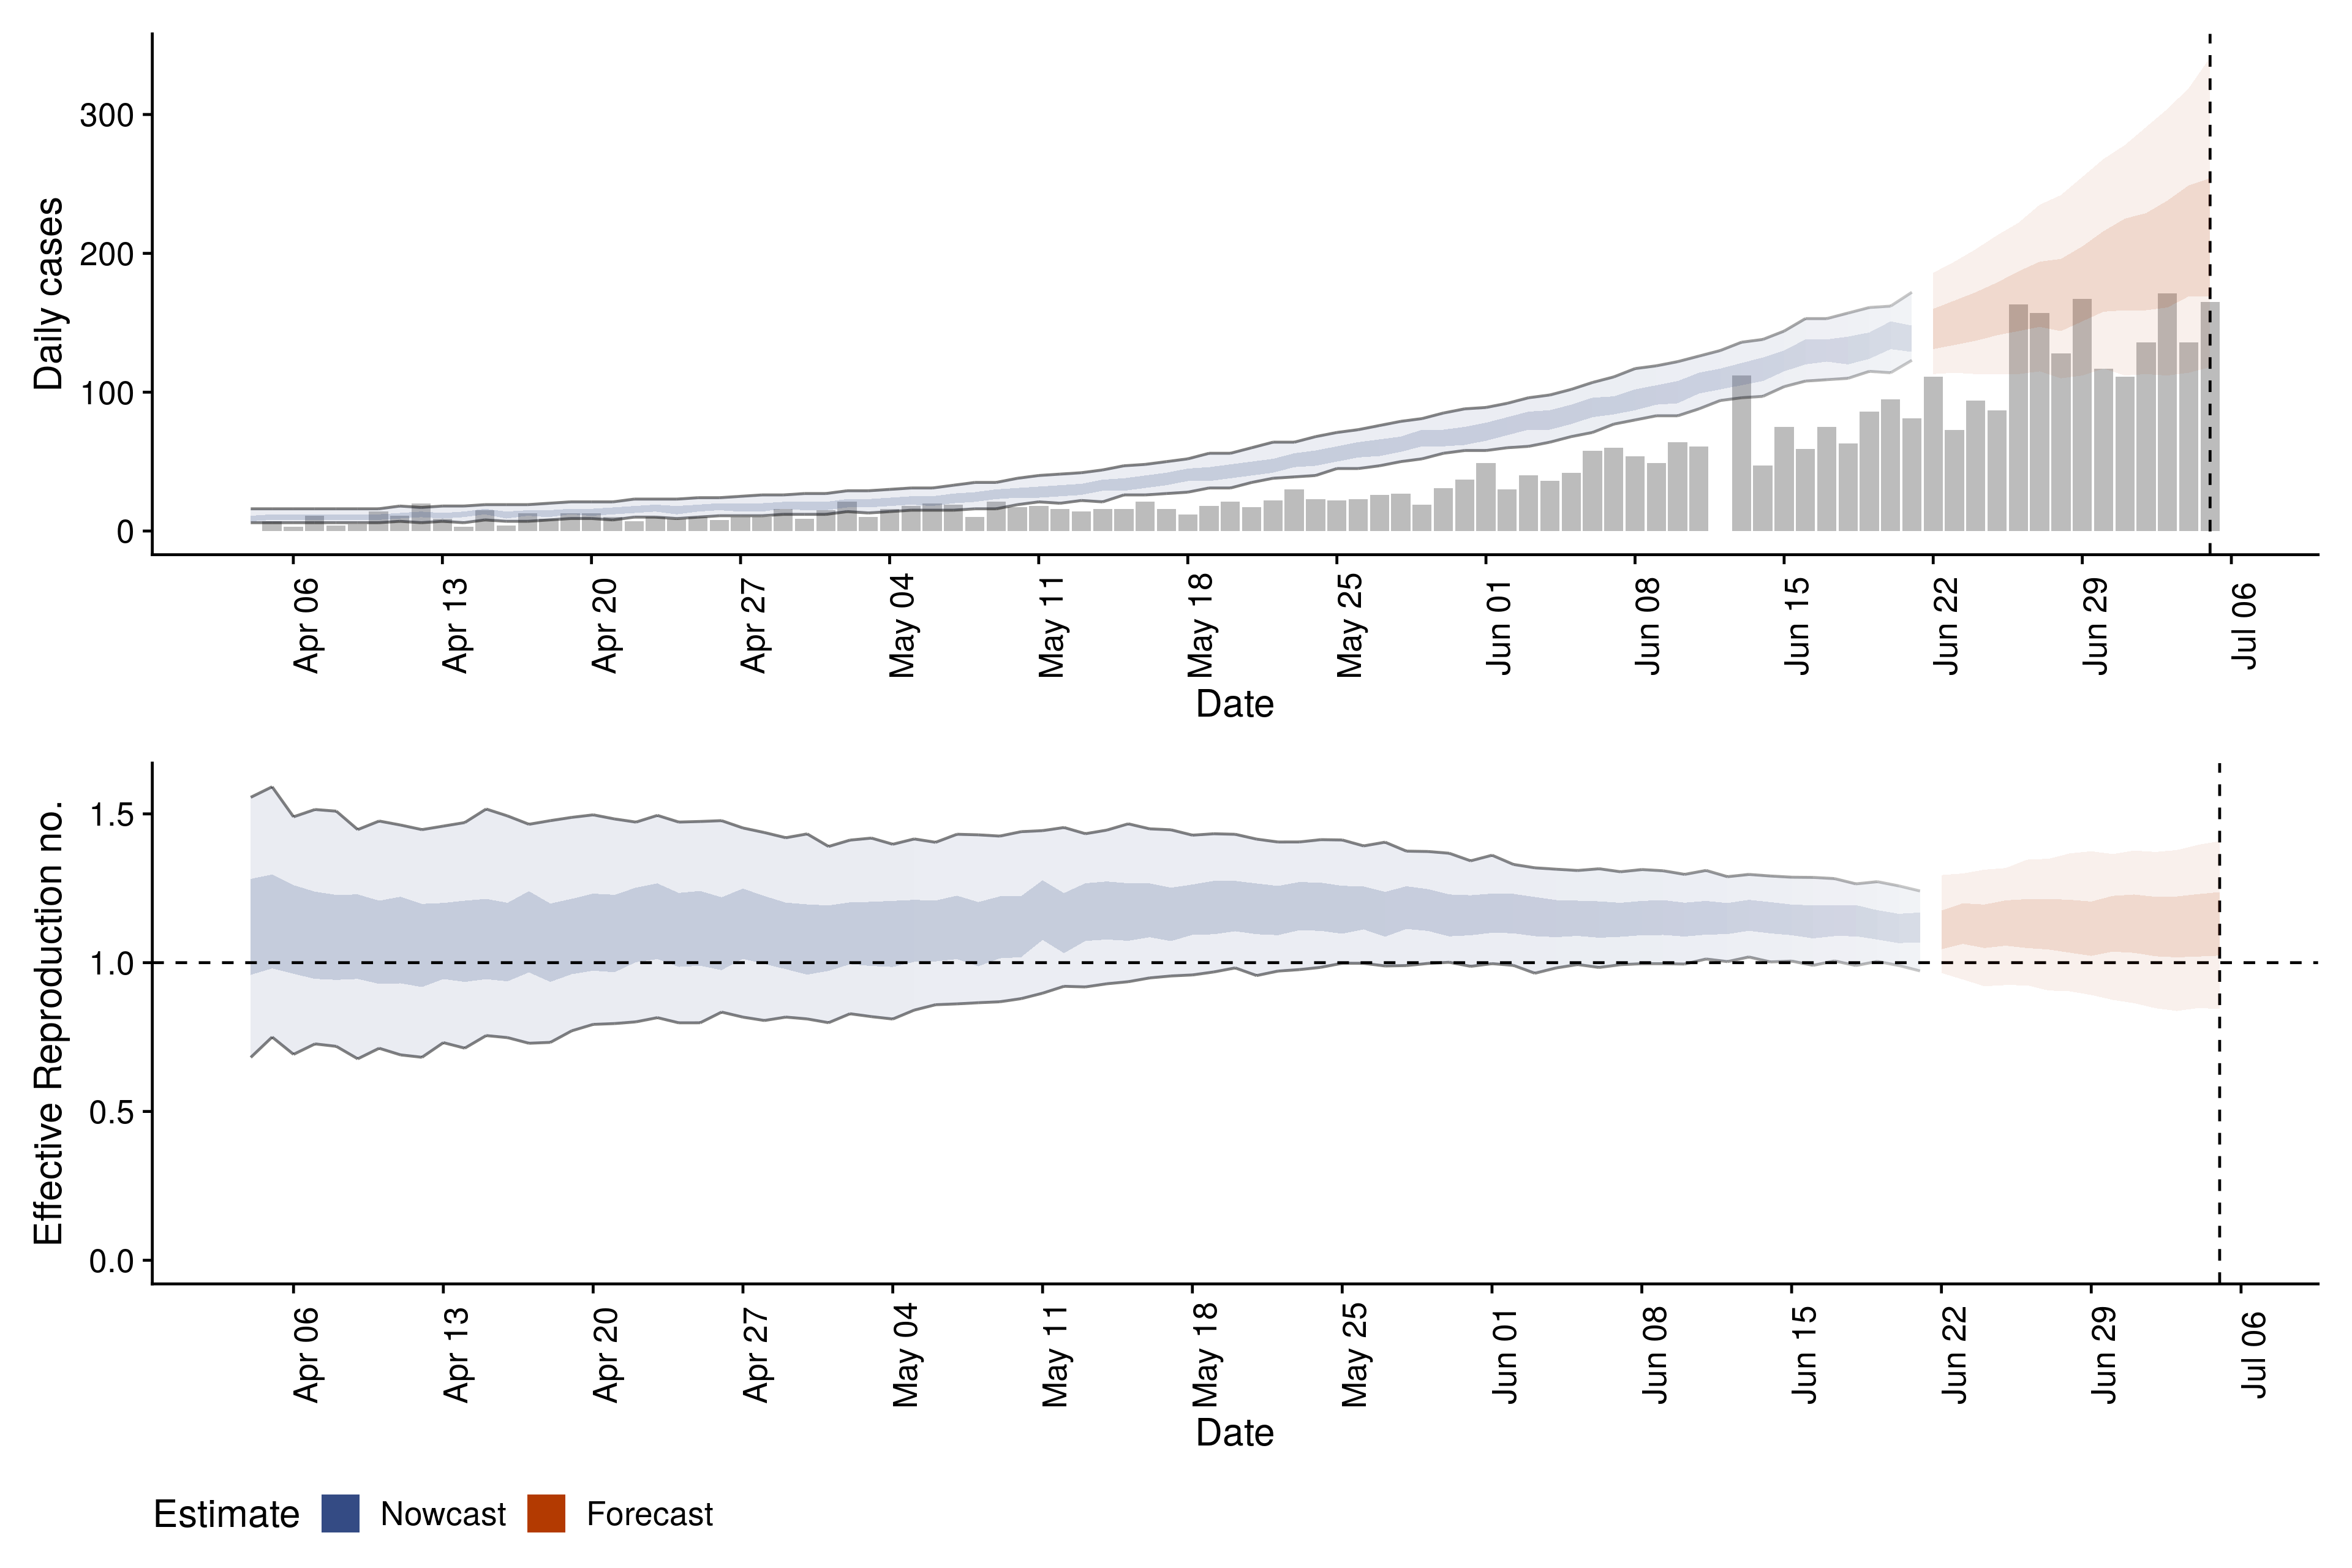 Daily cases
300
200
100
0
Apr 06
Apr 13
Apr 20
Apr 27
May 04
May 11
May 18
May 25
Jun 01
Jun 08
Jun 15
Jun 22
Jun 29
Jul 06
Date
Effective Reproduction no.
1.5
1.0
0.5
0.0
Apr 06
Apr 13
Apr 20
Apr 27
May 04
May 11
May 18
May 25
Jun 01
Jun 08
Jun 15
Jun 22
Jun 29
Jul 06
Date
Estimate Nowcast Forecast